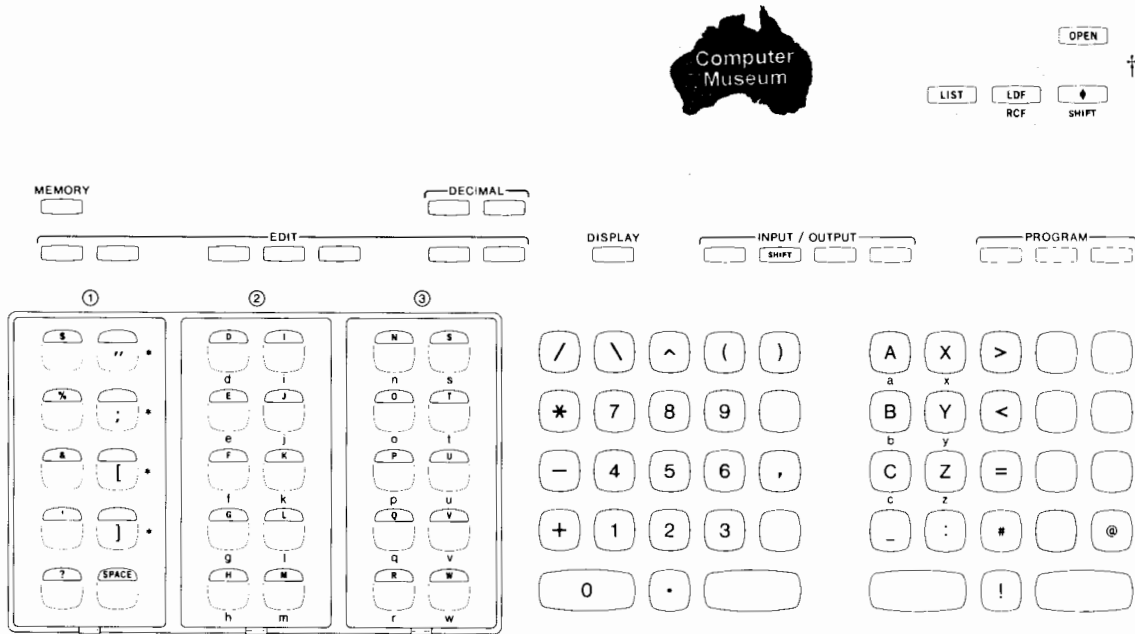 Computer
Museum
OPEN
†
LIST LDF ♦
RCF SHIFT
MEMORY DECIMAL
EDIT DISPLAY INPUT / OUTPUT PROGRAM
SHIFT
① ② ③
$ " * D I N S / \ ^ ( ) A X >
d i n s a x
% ; * E J O T * 7 8 9 B Y <
e j o t b y
& [ * F K P U − 4 5 6 , C Z =
f k p u c z
' ] * G L Q V + 1 2 3 _ : # @
g l q v
? SPACE H M R W 0 . !
h m r w